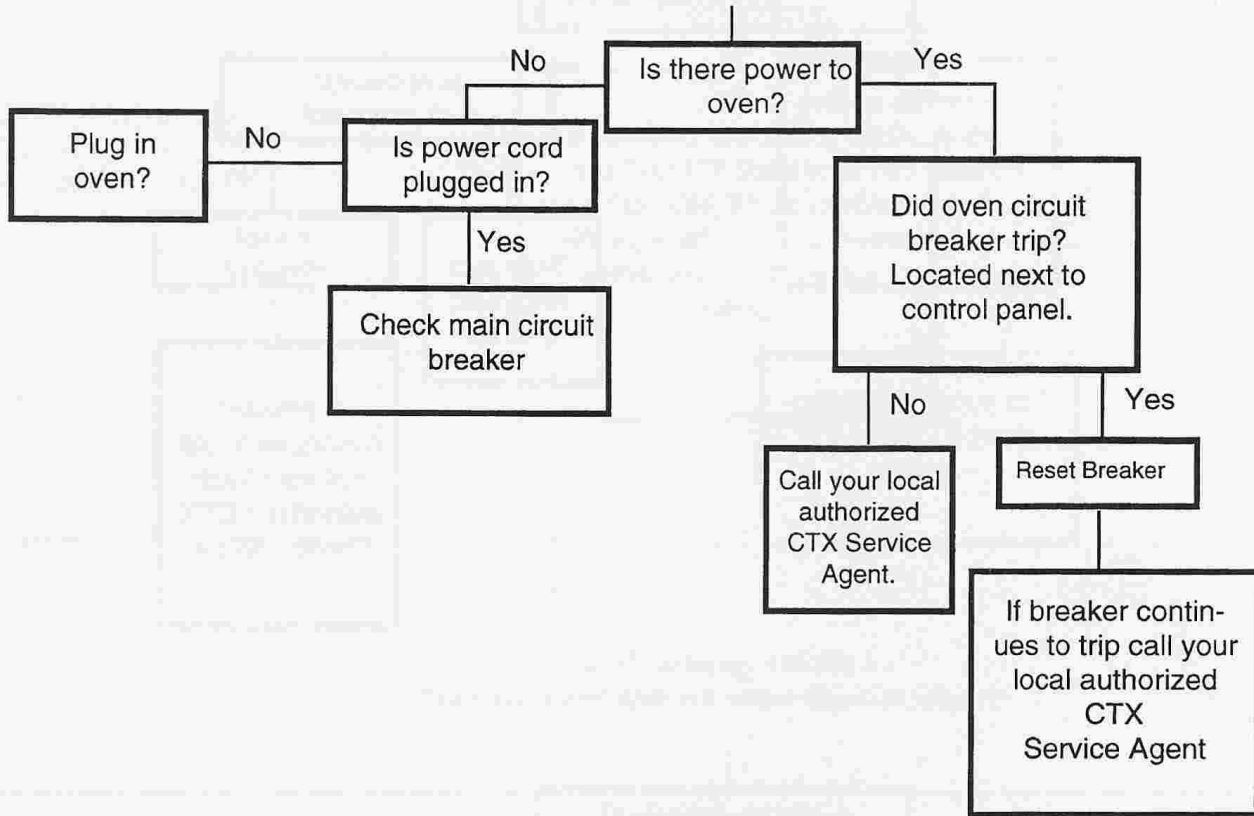 No
Is there power to
oven?
Yes
Plug in
oven?
No
Is power cord
plugged in?
Yes
Check main circuit
breaker
Did oven circuit
breaker trip?
Located next to
control panel.
No
Yes
Call your local
authorized
CTX Service
Agent.
Reset Breaker
If breaker contin-
ues to trip call your
local authorized
CTX
Service Agent